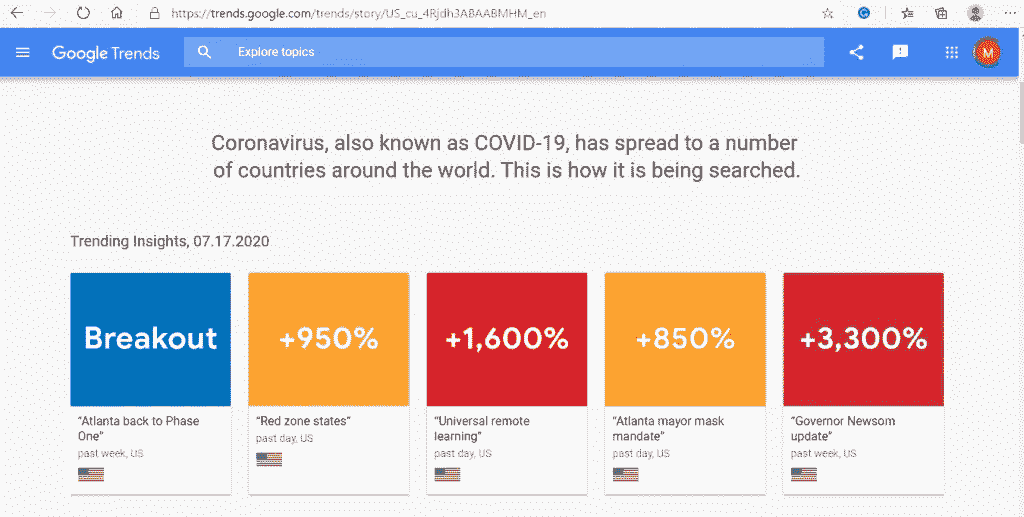 https://trends.google.com/trends/story/US_cu_4Rjdh3ABAABMHM_en
Google Trends
Explore topics
M
Coronavirus, also known as COVID-19, has spread to a number
of countries around the world. This is how it is being searched.
Trending Insights, 07.17.2020
Breakout
+950%
+1,600%
+850%
+3,300%
“Atlanta back to Phase
One”
past week, US
“Red zone states”
past day, US
“Universal remote
learning”
past day, US
“Atlanta mayor mask
mandate”
past day, US
“Governor Newsom
update”
past week, US